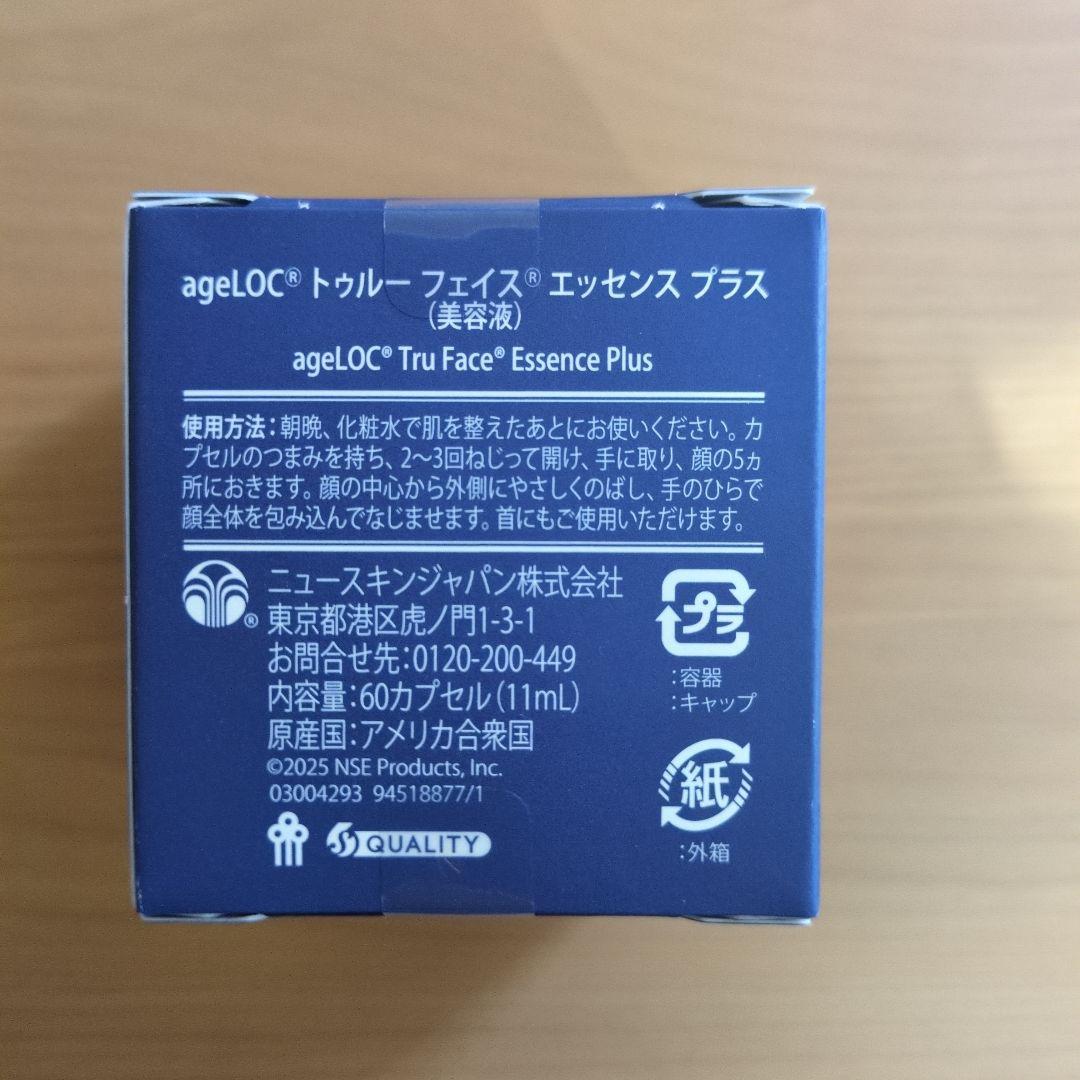 ageLOC® トゥルー フェイス® エッセンス プラス
（美容液）
ageLOC® Tru Face® Essence Plus
使用方法：朝晩、化粧水で肌を整えたあとにお使いください。カ
プセルのつまみを持ち、2〜3回ねじって開け、手に取り、顔の5ヵ
所におきます。顔の中心から外側にやさしくのばし、手のひらで
顔全体を包み込んでなじませます。首にもご使用いただけます。
®
ニュースキンジャパン株式会社
東京都港区虎ノ門1-3-1
お問合せ先：0120-200-449
内容量：60カプセル（11mL）
原産国：アメリカ合衆国
©2025 NSE Products, Inc.
03004293 94518877/1
QUALITY
プラ
：容器
：キャップ
紙
：外箱